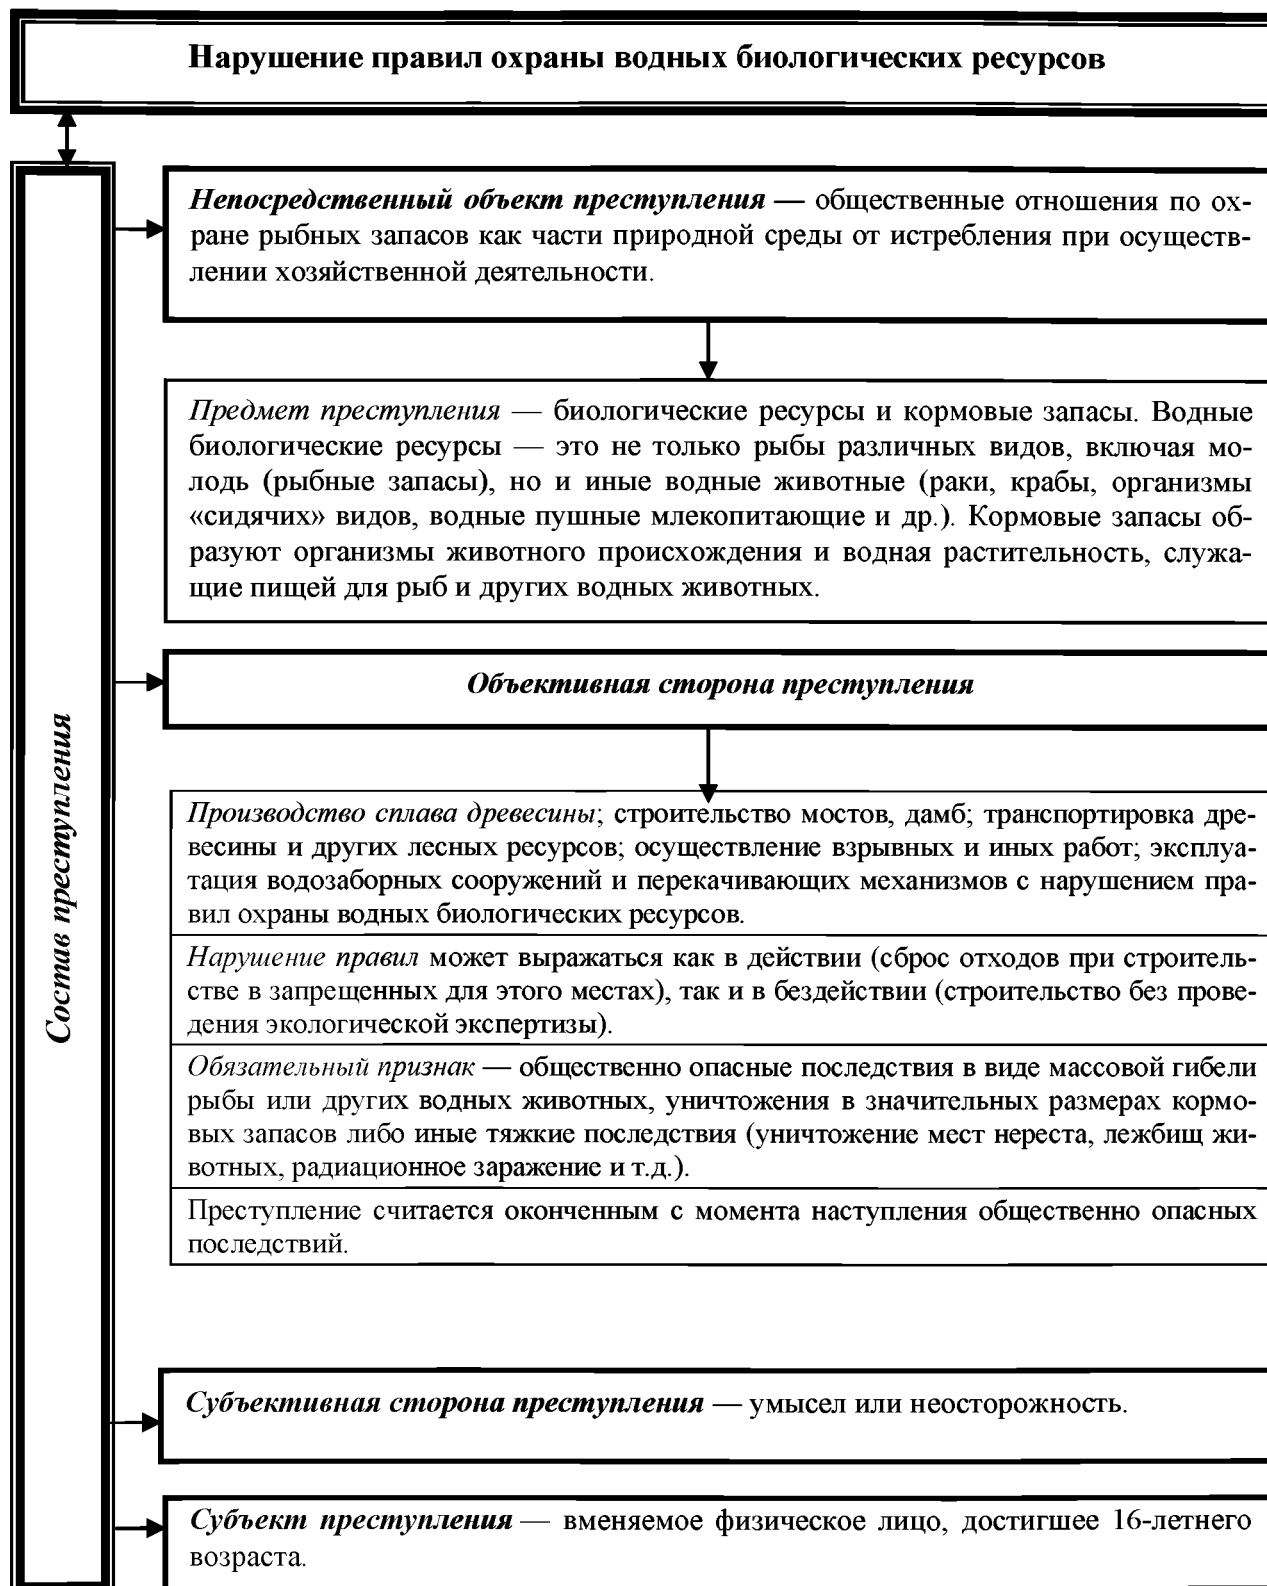 Нарушение правил охраны водных биологических ресурсов
Состав преступления
Непосредственный объект преступления — общественные отношения по ох-
ране рыбных запасов как части природной среды от истребления при осуществ-
лении хозяйственной деятельности.
Предмет преступления — биологические ресурсы и кормовые запасы. Водные
биологические ресурсы — это не только рыбы различных видов, включая мо-
лодь (рыбные запасы), но и иные водные животные (раки, крабы, организмы
«сидячих» видов, водные пушные млекопитающие и др.). Кормовые запасы об-
разуют организмы животного происхождения и водная растительность, служа-
щие пищей для рыб и других водных животных.
Объективная сторона преступления
Производство сплава древесины; строительство мостов, дамб; транспортировка дре-
весины и других лесных ресурсов; осуществление взрывных и иных работ; эксплуа-
тация водозаборных сооружений и перекачивающих механизмов с нарушением пра-
вил охраны водных биологических ресурсов.
Нарушение правил может выражаться как в действии (сброс отходов при строитель-
стве в запрещенных для этого местах), так и в бездействии (строительство без прове-
дения экологической экспертизы).
Обязательный признак — общественно опасные последствия в виде массовой гибели
рыбы или других водных животных, уничтожения в значительных размерах кормо-
вых запасов либо иные тяжкие последствия (уничтожение мест нереста, лежбищ жи-
вотных, радиационное заражение и т.д.).
Преступление считается оконченным с момента наступления общественно опасных
последствий.
Субъективная сторона преступления — умысел или неосторожность.
Субъект преступления — вменяемое физическое лицо, достигшее 16-летнего
возраста.